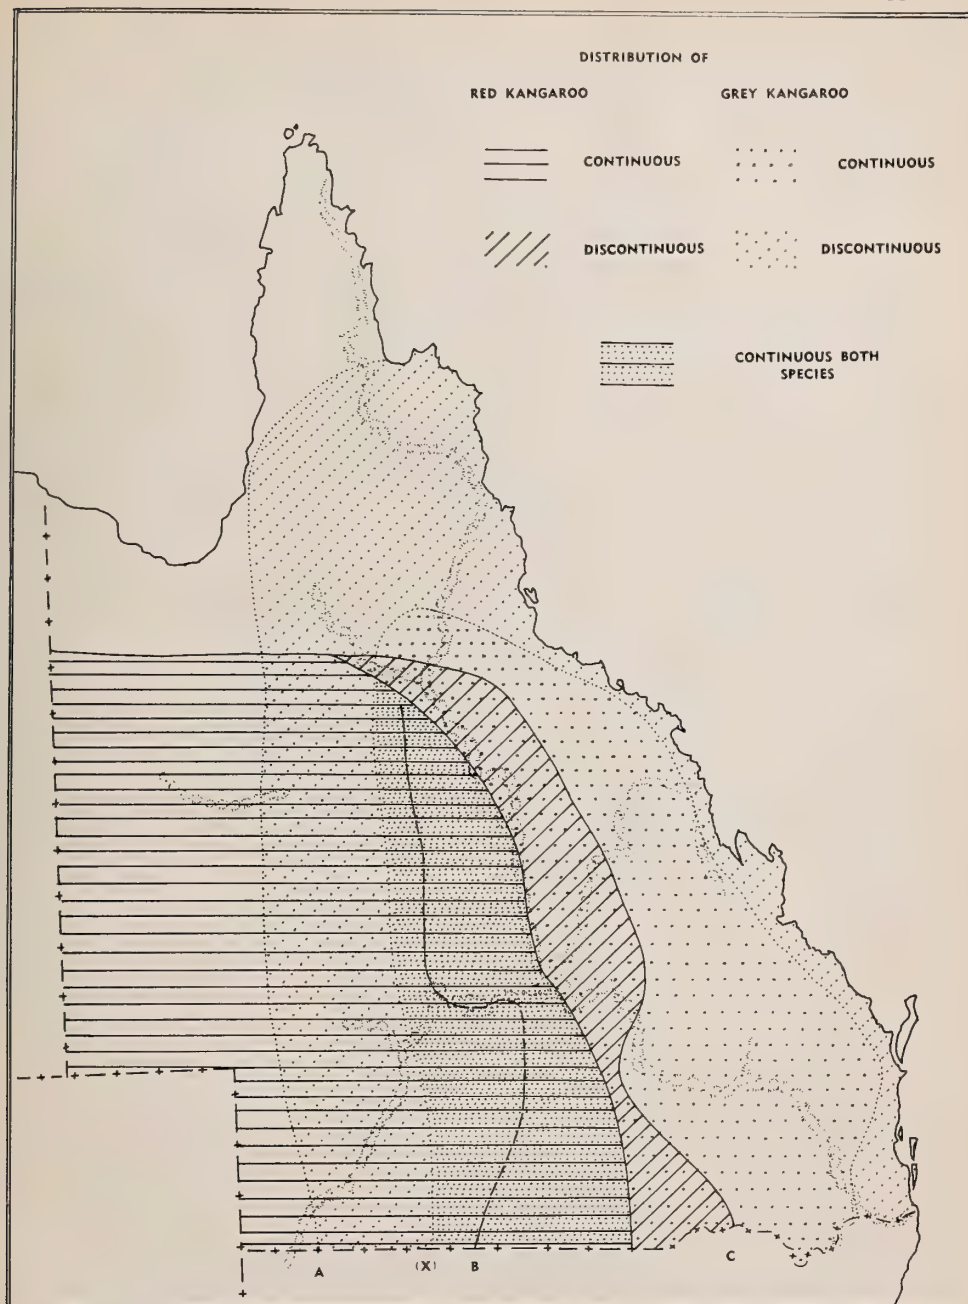 DISTRIBUTION OF
RED KANGAROO GREY KANGAROO
CONTINUOUS CONTINUOUS
DISCONTINUOUS DISCONTINUOUS
CONTINUOUS BOTH
SPECIES
A (X) B C